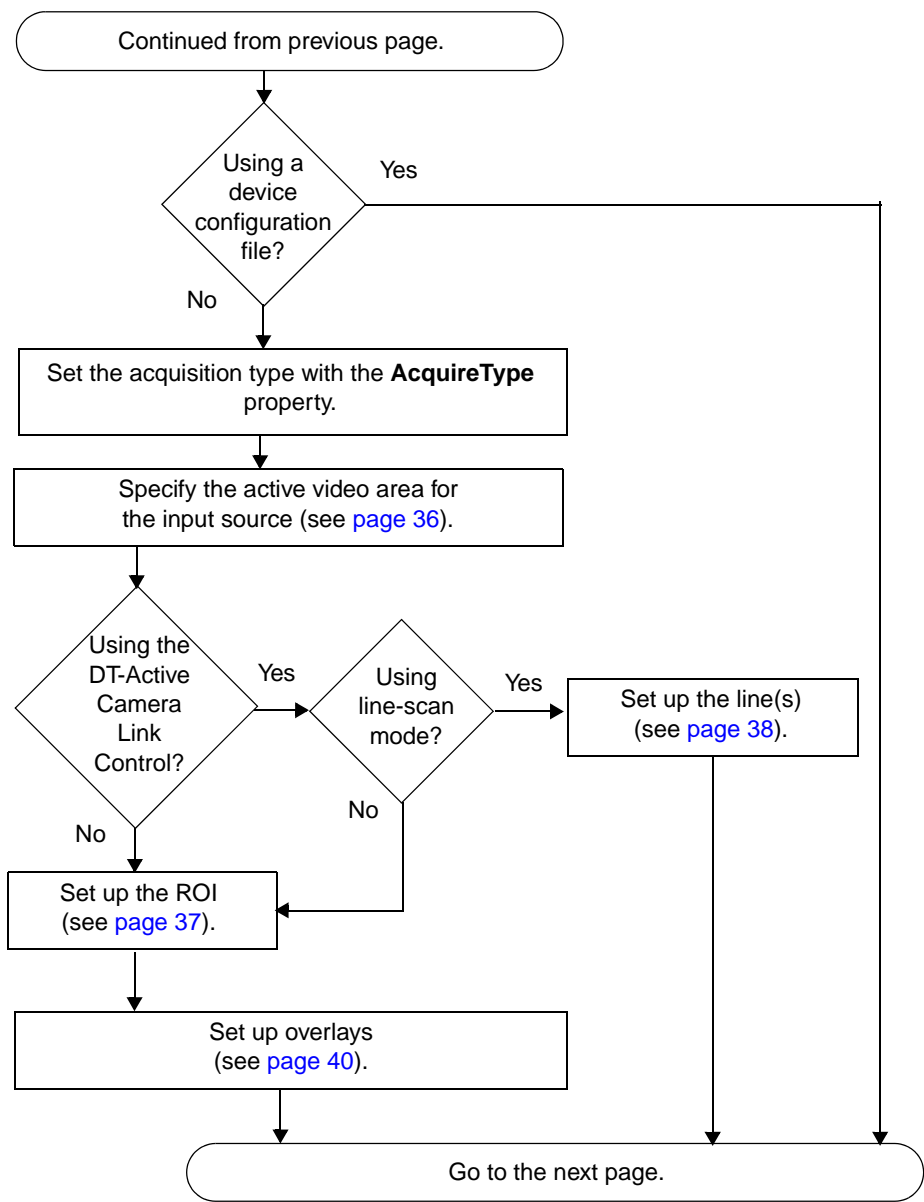 Continued from previous page.
Using a
device
configuration
file?
Yes
No
Set the acquisition type with the AcquireType
property.
Specify the active video area for
the input source (see page 36).
Using the
DT-Active
Camera
Link
Control?
Yes
No
Using
line-scan
mode?
Yes
No
Set up the line(s)
(see page 38).
Set up the ROI
(see page 37).
Set up overlays
(see page 40).
Go to the next page.